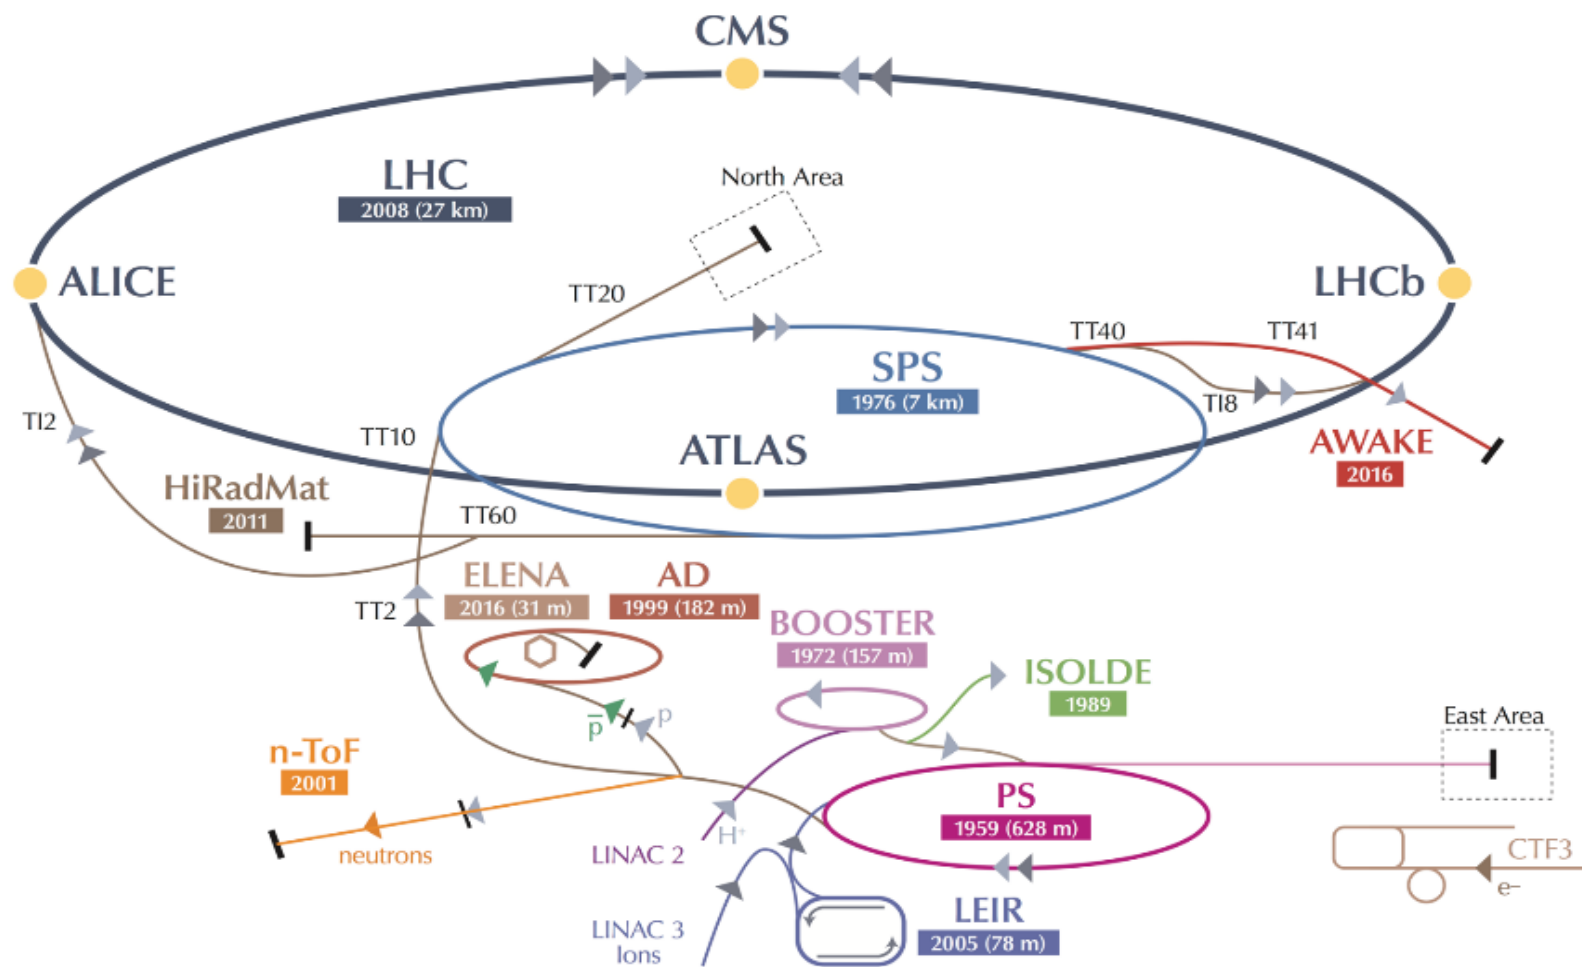 CMS
LHC
2008 (27 km)
North Area
ALICE
LHCb
TT20
TT40
TT41
SPS
1976 (7 km)
TI8
TI2
TT10
ATLAS
AWAKE
2016
HiRadMat
2011
TT60
ELENA
2016 (31 m)
AD
1999 (182 m)
TT2
BOOSTER
1972 (157 m)
ISOLDE
1989
p̅
p
East Area
n-ToF
2001
PS
1959 (628 m)
neutrons
H⁺
LINAC 2
CTF3
e–
LEIR
2005 (78 m)
LINAC 3
Ions